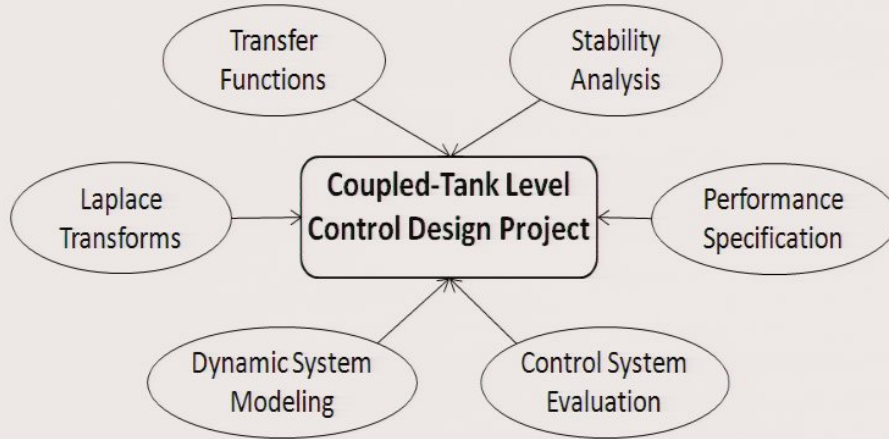 Transfer
Functions
Stability
Analysis
Laplace
Transforms
Coupled-Tank Level
Control Design Project
Performance
Specification
Dynamic System
Modeling
Control System
Evaluation